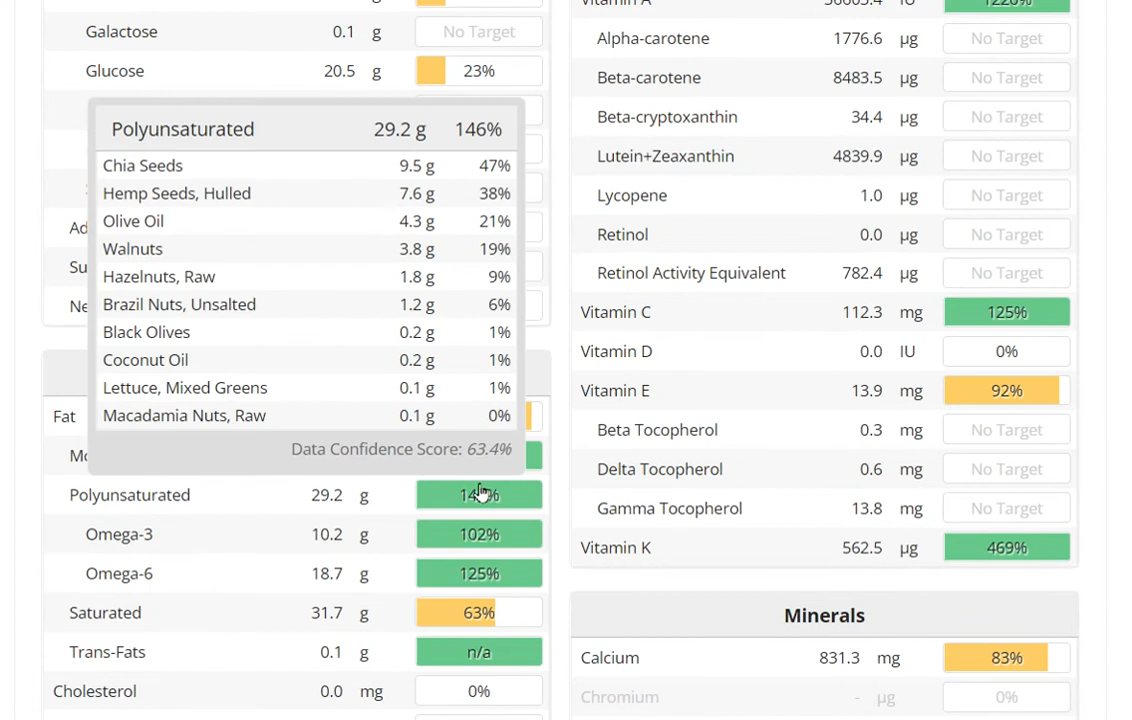 Galactose 0.1 g No Target
Glucose 20.5 g 23%
Polyunsaturated 29.2 g 146%
Chia Seeds 9.5 g 47%
Hemp Seeds, Hulled 7.6 g 38%
Olive Oil 4.3 g 21%
Walnuts 3.8 g 19%
Hazelnuts, Raw 1.8 g 9%
Brazil Nuts, Unsalted 1.2 g 6%
Black Olives 0.2 g 1%
Coconut Oil 0.2 g 1%
Lettuce, Mixed Greens 0.1 g 1%
Macadamia Nuts, Raw 0.1 g 0%
Data Confidence Score: 63.4%
Ad
Su
Ne
Fat
Mo
Polyunsaturated 29.2 g
Omega-3 10.2 g 102%
Omega-6 18.7 g 125%
Saturated 31.7 g 63%
Trans-Fats 0.1 g n/a
Cholesterol 0.0 mg 0%
Vitamin A 36603.4 IU 1220%
Alpha-carotene 1776.6 µg No Target
Beta-carotene 8483.5 µg No Target
Beta-cryptoxanthin 34.4 µg No Target
Lutein+Zeaxanthin 4839.9 µg No Target
Lycopene 1.0 µg No Target
Retinol 0.0 µg No Target
Retinol Activity Equivalent 782.4 µg No Target
Vitamin C 112.3 mg 125%
Vitamin D 0.0 IU 0%
Vitamin E 13.9 mg 92%
Beta Tocopherol 0.3 mg No Target
Delta Tocopherol 0.6 mg No Target
Gamma Tocopherol 13.8 mg No Target
Vitamin K 562.5 µg 469%
Minerals
Calcium 831.3 mg 83%
Chromium - µg 0%